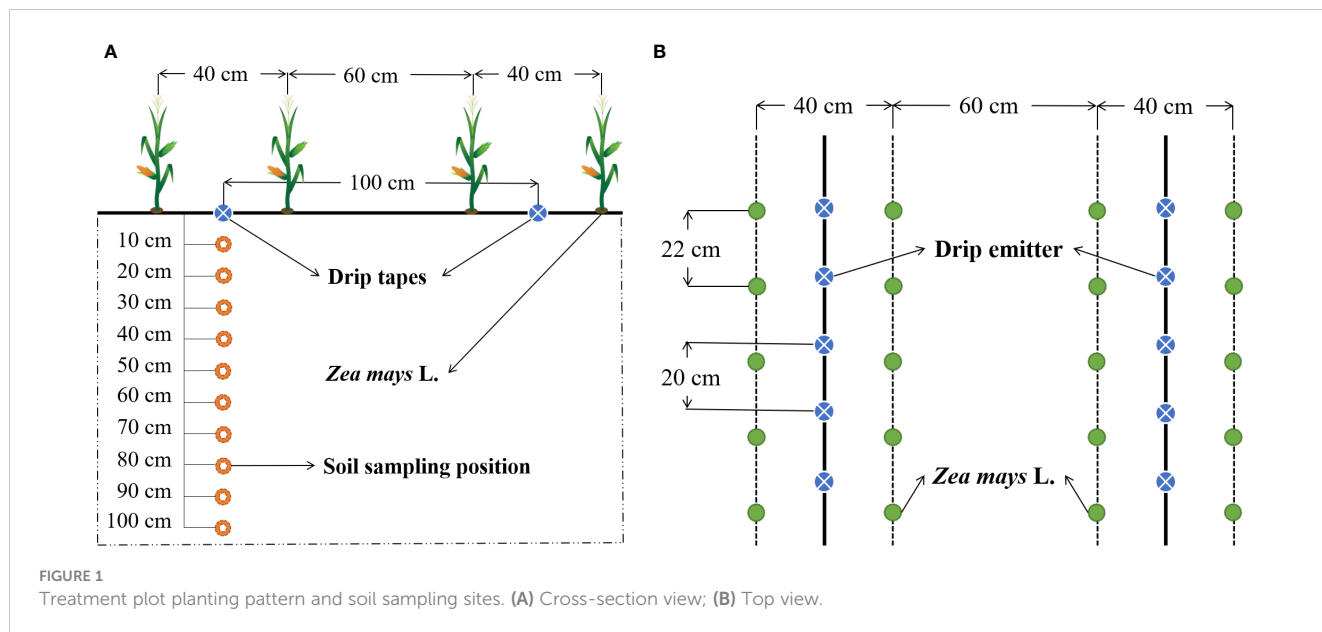 A
40 cm
60 cm
40 cm
100 cm
10 cm
20 cm
30 cm
40 cm
50 cm
60 cm
70 cm
80 cm
90 cm
100 cm
Drip tapes
Zea mays L.
Soil sampling position
B
40 cm
60 cm
40 cm
22 cm
Drip emitter
20 cm
Zea mays L.
FIGURE 1
Treatment plot planting pattern and soil sampling sites. (A) Cross-section view; (B) Top view.